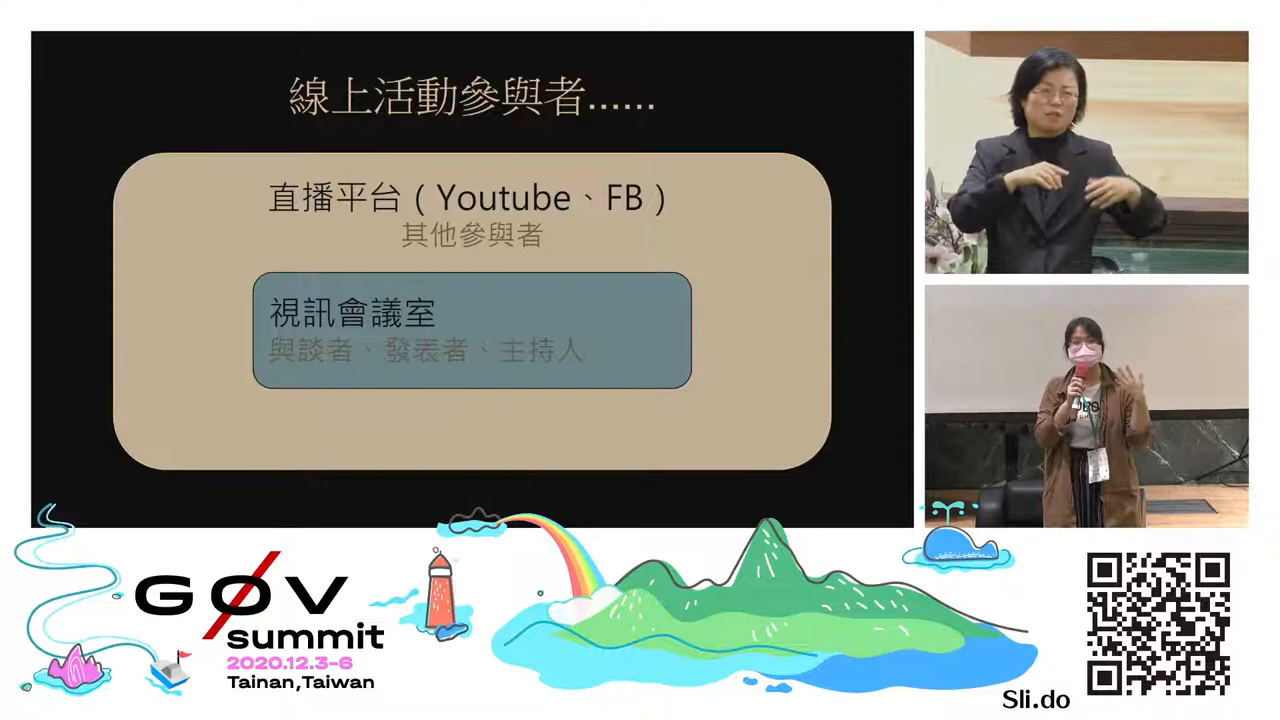 線上活動參與者......
直播平台（Youtube、FB）
其他參與者
視訊會議室
與談者、發表者、主持人
GØV
summit
2020.12.3-6
Tainan,Taiwan
Sli.do